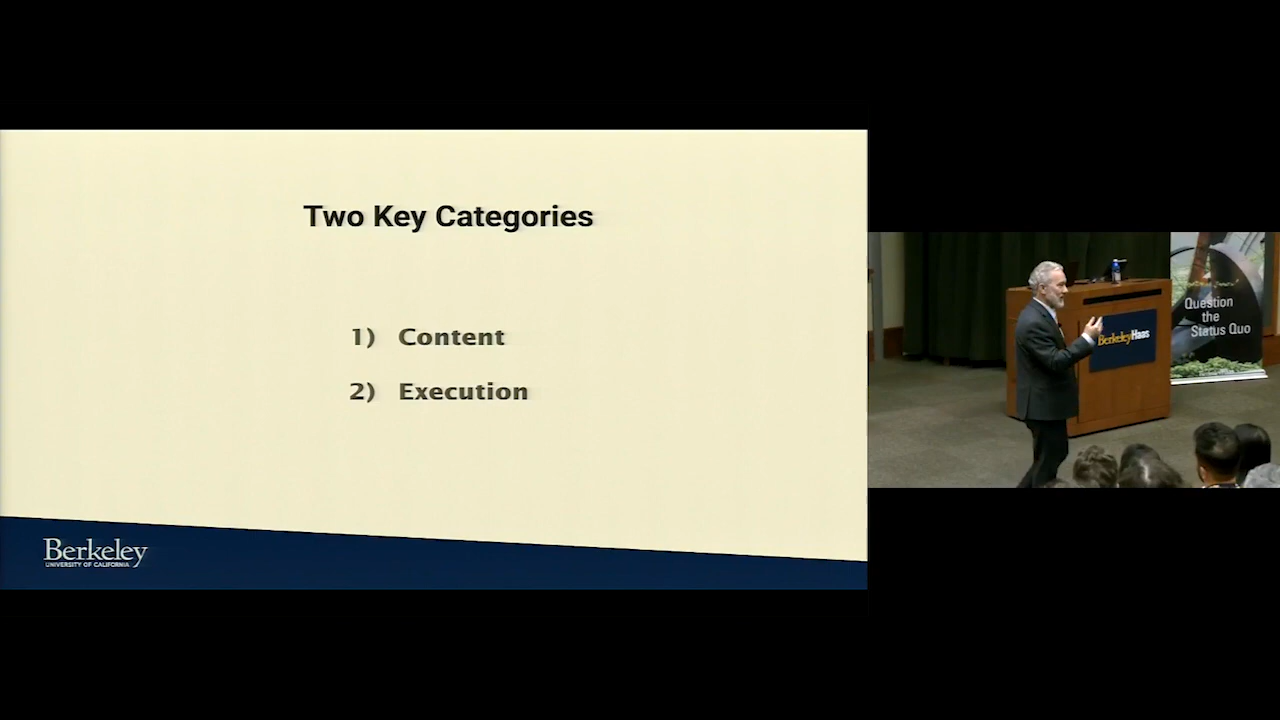 Two Key Categories
1) Content
2) Execution
Berkeley
UNIVERSITY OF CALIFORNIA
BerkeleyHaas
Question
the
Status Quo